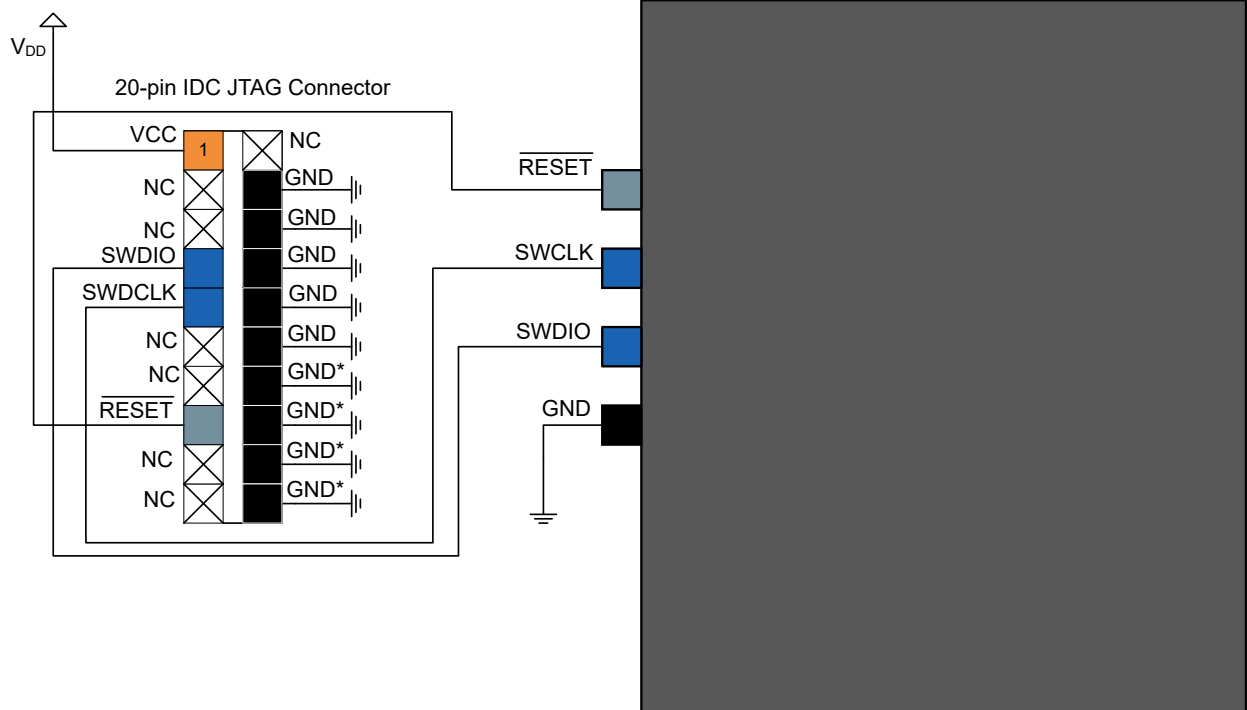 VDD
20-pin IDC JTAG Connector
VCC
1
NC
NC
GND
NC
GND
SWDIO
GND
SWDCLK
GND
NC
GND
NC
GND*
RESET
GND*
NC
GND*
NC
GND*
RESET
SWCLK
SWDIO
GND